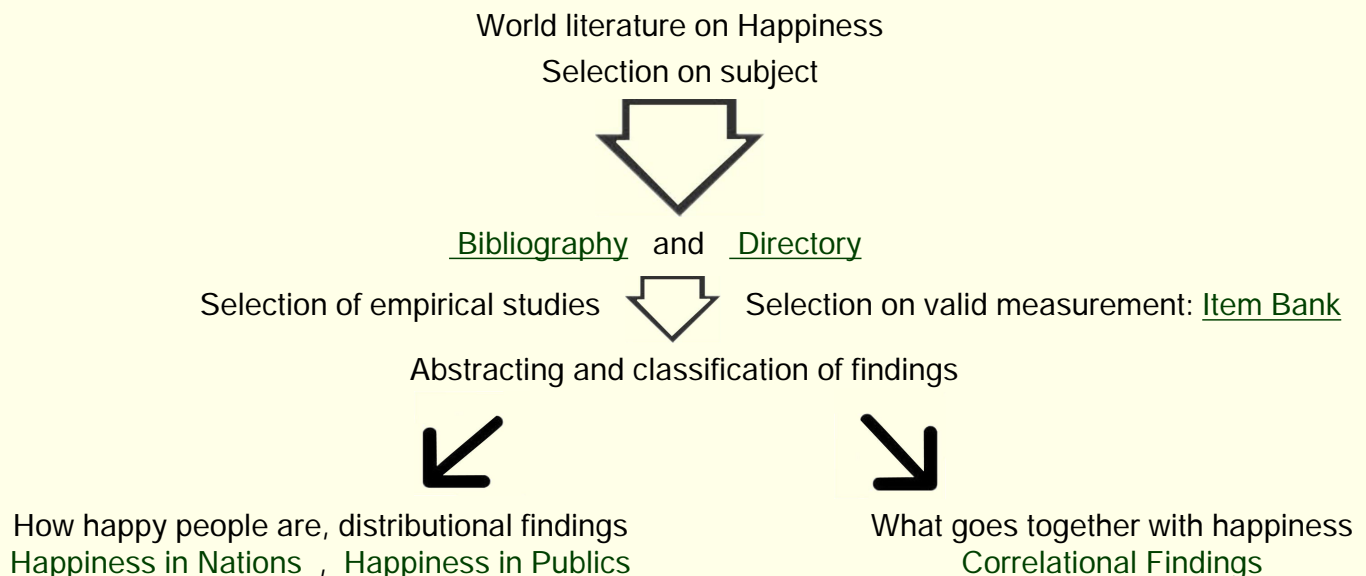 World literature on Happiness
Selection on subject
Bibliography and Directory
Selection of empirical studies Selection on valid measurement: Item Bank
Abstracting and classification of findings
How happy people are, distributional findings What goes together with happiness
Happiness in Nations , Happiness in Publics Correlational Findings